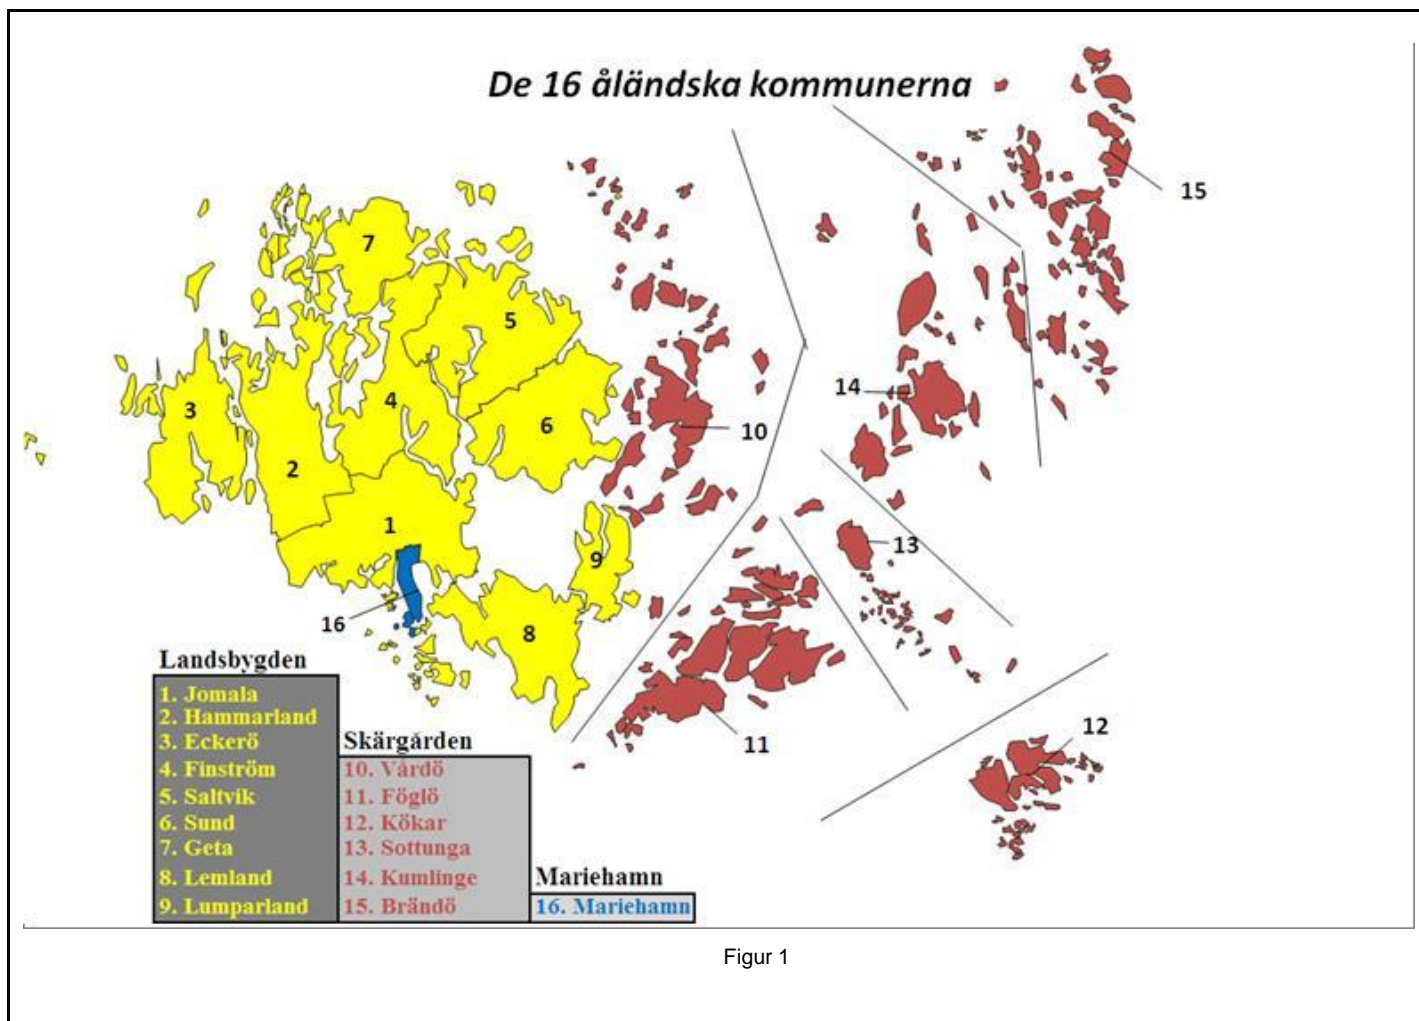 De 16 åländska kommunerna
15
7
5
14
3
4
6
10
2
1
13
9
16
8
12
11
Landsbygden
1. Jomala
2. Hammarland
3. Eckerö
4. Finström
5. Saltvik
6. Sund
7. Geta
8. Lemland
9. Lumparland
Skärgården
10. Vårdö
11. Föglö
12. Kökar
13. Sottunga
14. Kumlinge
15. Brändö
Mariehamn
16. Mariehamn
Figur 1